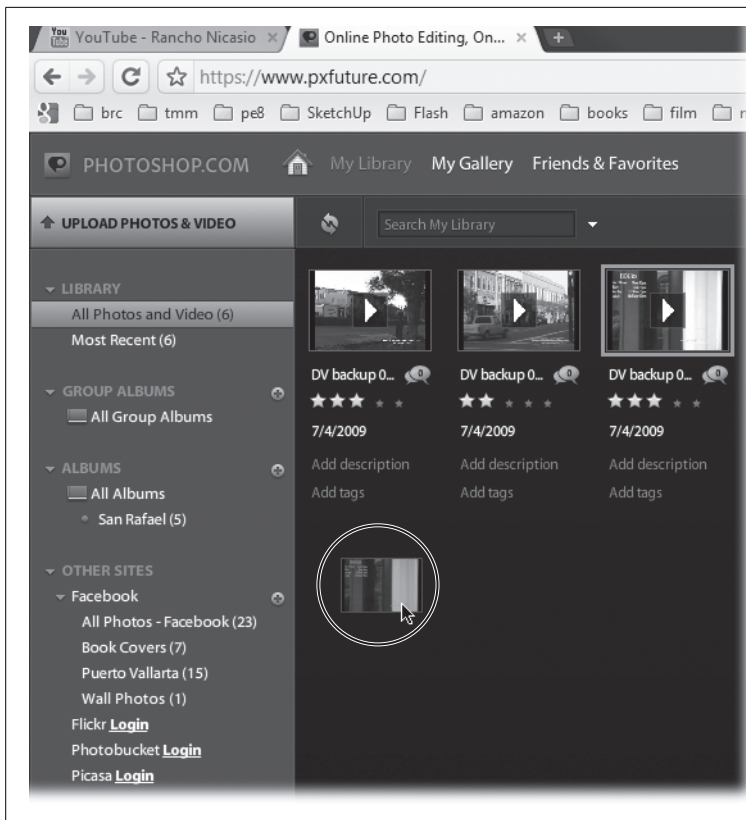 You Tube YouTube - Rancho Nicasio × Online Photo Editing, On... × +
https://www.pxfuture.com/
brc tmm pe8 SketchUp Flash amazon books film
PHOTOSHOP.COM My Library My Gallery Friends & Favorites
UPLOAD PHOTOS & VIDEO Search My Library
LIBRARY
All Photos and Video (6)
Most Recent (6)
GROUP ALBUMS
All Group Albums
ALBUMS
All Albums
San Rafael (5)
OTHER SITES
Facebook
All Photos - Facebook (23)
Book Covers (7)
Puerto Vallarta (15)
Wall Photos (1)
Flickr Login
Photobucket Login
Picasa Login
DV backup 0... 0 DV backup 0... 0 DV backup 0... 0
7/4/2009 7/4/2009 7/4/2009
Add description Add description Add description
Add tags Add tags Add tags